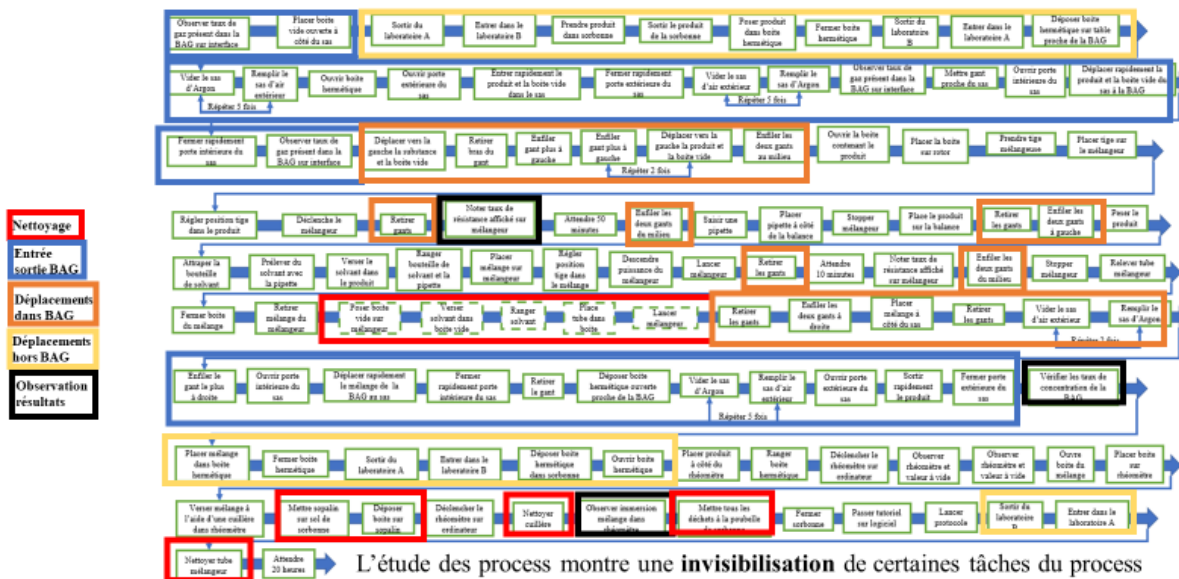 Observer taux de
gaz présent dans la
BAG sur interface
Placer boite
vide ouverte à
côté du sas
Sortir du
laboratoire A
Entrer dans le
laboratoire B
Prendre produit
dans sorbonne
Sortir le produit
de la sorbonne
Poser produit
dans boite
hermétique
Fermer boite
hermétique
Sortir du
laboratoire
B
Entrer dans le
laboratoire A
Déposer boite
hermétique sur table
proche de la BAG
Vider le sas
d'Argon
Remplir le
sas d'air
extérieur
Répéter 5 fois
Ouvrir boite
hermétique
Ouvrir porte
extérieure du
sas
Entrer rapidement le
produit et la boite vide
dans le sas
Fermer rapidement
porte extérieure du
sas
Vider le sas
d'air extérieur
Remplir le
sas d'Argon
Répéter 5 fois
Observer taux de
gaz présent dans la
BAG sur interface
Mettre gant
proche du sas
Ouvrir porte
intérieure du
sas
Déplacer rapidement la
produit et la boite vide du
sas à la BAG
Fermer rapidement
porte intérieure du
sas
Observer taux de
gaz présent dans la
BAG sur interface
Déplacer vers la
gauche la substance
et la boite vide
Retirer
bras du
gant
Enfiler
gant plus à
gauche
Enfiler
gant plus
à gauche
Déplacer vers la
gauche le produit
et la boite vide
Répéter 2 fois
Enfiler les
deux gants
au milieu
Ouvrir la boite
contenant le
produit
Placer la boite
sur rotor
Prendre tige
mélangeuse
Placer tige sur
le mélangeur
Régler position tige
dans le produit
Déclenche le
mélangeur
Retirer
gants
Noter taux de
résistance affiché sur
mélangeur
Attendre 50
minutes
Enfiler les
deux gants
du milieu
Saisir une
pipette
Placer
pipette à côté
de la balance
Stopper
mélangeur
Place le produit
sur la balance
Retirer
les gants
Enfiler les
deux gants
à gauche
Peser le
produit
Attraper la
bouteille
de solvant
Prélever du
solvant avec
la pipette
Verser le
solvant dans
le produit
Ranger
bouteille de
solvant et la
pipette
Placer
mélange sur
mélangeur
Régler
position
tige dans
le mélange
Descendre
puissance du
mélangeur
Lancer
mélangeur
Retirer
les gants
Attendre
10 minutes
Noter taux de
résistance affiché
sur mélangeur
Enfiler les
deux gants
du milieu
Stopper
mélangeur
Relever tube
mélangeur
Fermer boite
du mélange
Retirer
mélange du
mélangeur
Poser boite
vide sur
mélangeur
Verser
solvant dans
boite vide
Ranger
solvant
Place
tube dans
boite
Lancer
mélangeur
Retirer
les gants
Enfiler les
deux gants à
droite
Placer
mélange à
côté du sas
Retirer
les gants
Vider le sas
d'air extérieur
Remplir le
sas d'Argon
Répéter 2 fois
Enfiler le
gant le plus
à droite
Ouvrir porte
intérieure du
sas
Déplacer rapidement
le mélange de la
BAG au sas
Fermer
rapidement porte
intérieure du sas
Retirer
le gant
Déposer boite
hermétique ouverte
proche de la BAG
Vider le sas
d'Argon
Remplir le
sas d'air
extérieur
Répéter 5 fois
Ouvrir porte
extérieure du
sas
Sortir
rapidement
le produit
Fermer porte
extérieure du
sas
Vérifier les taux de
concentration de la
BAG
Placer mélange
dans boite
hermétique
Fermer boite
hermétique
Sortir du
laboratoire A
Entrer dans le
laboratoire B
Déposer boite
hermétique
dans sorbonne
Ouvrir boite
hermétique
Placer produit
à côté du
rhéomètre
Ranger
boite
hermétique
Déclencher le
rhéomètre sur
ordinateur
Observer
rhéomètre et
valeur à vide
Observer
rhéomètre et
valeur à vide
Ouvre
boite du
mélange
Placer boite
sur
rhéomètre
Verser mélange à
l'aide d'une cuillère
dans rhéomètre
Mettre sopalin
sur sol de
sorbonne
Déposer
boite sur
sopalin
Déclencher le
rhéomètre sur
ordinateur
Nettoyer
cuillère
Observer immersion
mélange dans
rhéomètre
Mettre tous les
déchets à la poubelle
de sorbonne
Fermer
sorbonne
Passer tutoriel
sur logiciel
Lancer
protocole
Sortir du
laboratoire
Entrer dans le
laboratoire A
Nettoyer tube
mélangeur
Attendre
20 heures
Nettoyage
Entrée
sortie BAG
Déplacements
dans BAG
Déplacements
hors BAG
Observation
résultats
L'étude des process montre une invisibilisation de certaines tâches du process